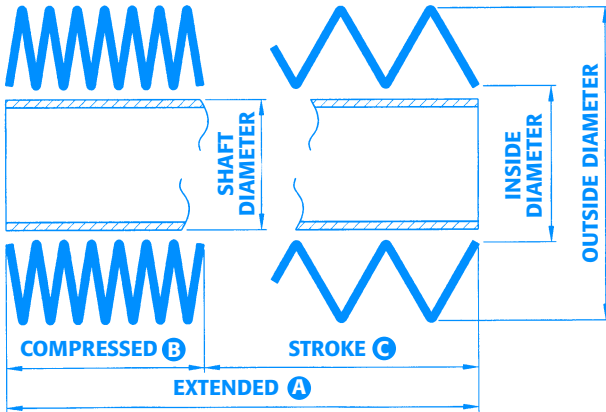 SHAFT
DIAMETER
INSIDE
DIAMETER
OUTSIDE DIAMETER
COMPRESSED B
STROKE C
EXTENDED A